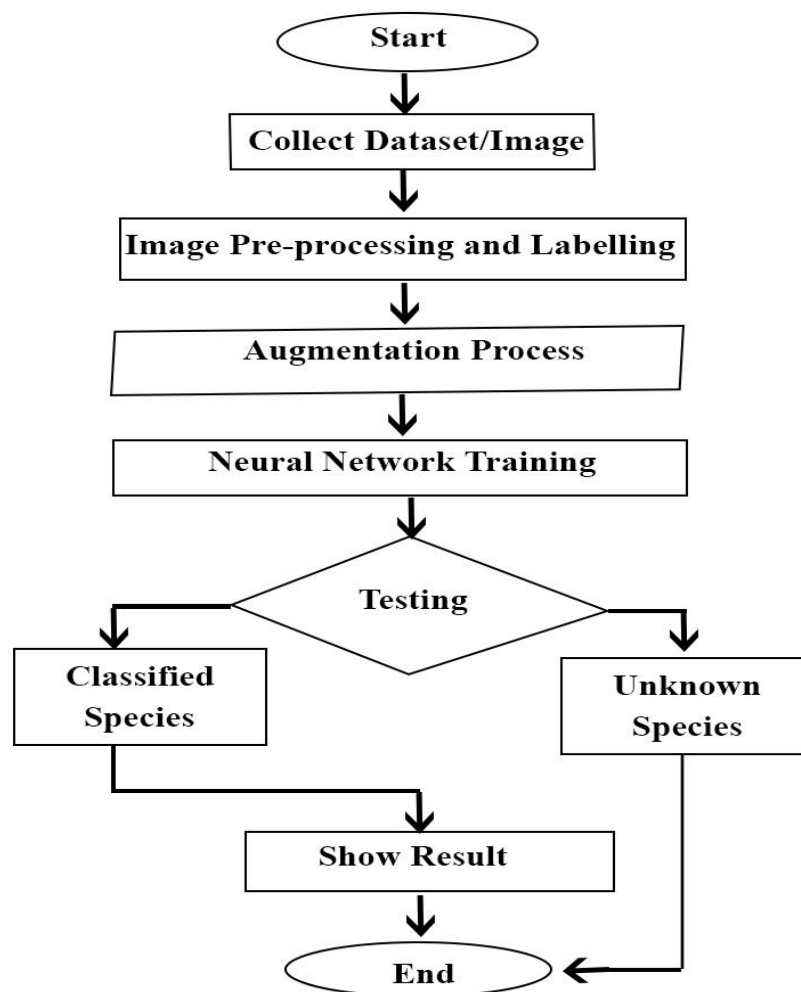 Start
Collect Dataset/Image
Image Pre-processing and Labelling
Augmentation Process
Neural Network Training
Testing
Classified
Species
Unknown
Species
Show Result
End